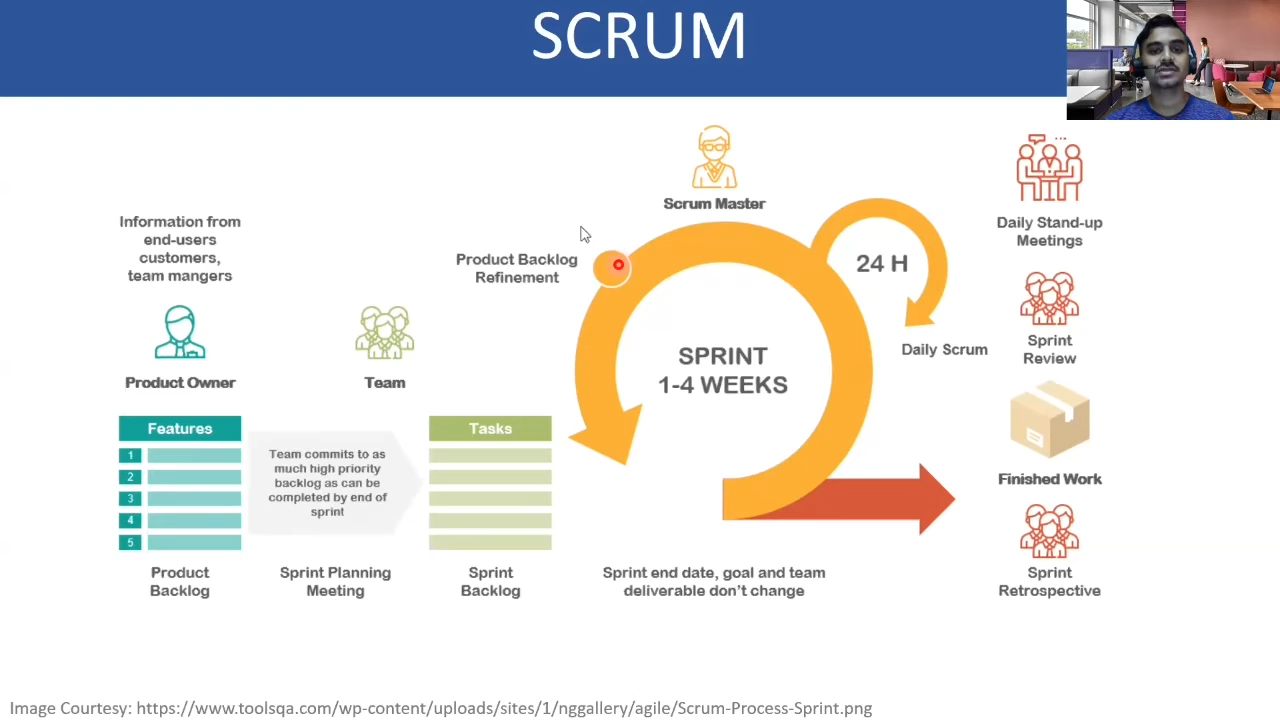 SCRUM
Information from
end-users
customers,
team mangers
Product Owner
Team
Features
1
2
3
4
5
Product
Backlog
Team commits to as
much high priority
backlog as can be
completed by end of
sprint
Sprint Planning
Meeting
Tasks
Sprint
Backlog
Product Backlog
Refinement
Scrum Master
SPRINT
1-4 WEEKS
24 H
Daily Scrum
Sprint end date, goal and team
deliverable don't change
Daily Stand-up
Meetings
Sprint
Review
Finished Work
Sprint
Retrospective
Image Courtesy: https://www.toolsqa.com/wp-content/uploads/sites/1/nggallery/agile/Scrum-Process-Sprint.png